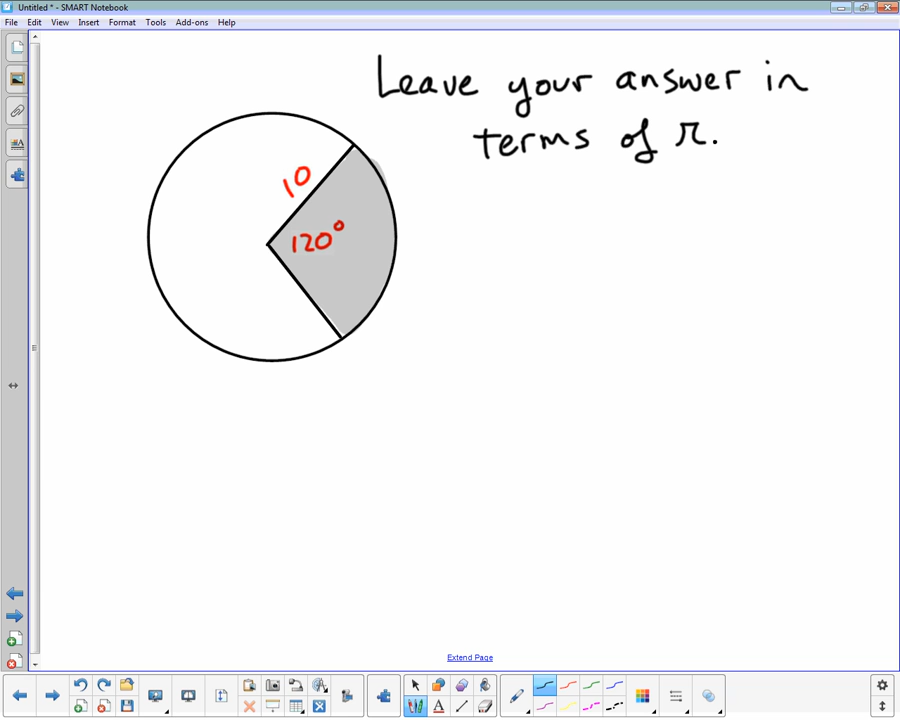 Untitled * - SMART Notebook
File Edit View Insert Format Tools Add-ons Help
Leave your answer in
terms of π.
10
120°
Extend Page